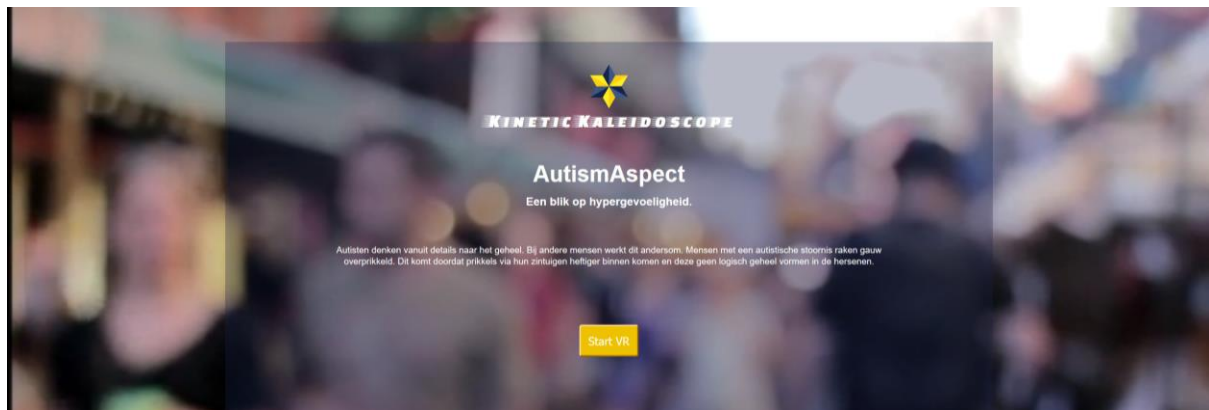 KINETIC KALEIDOSCOPE
AutismAspect
Een blik op hypergevoeligheid.
Autisten denken vanuit details naar het geheel. Bij andere mensen werkt dit andersom. Mensen met een autistische stoornis raken gauw
overprikkeld. Dit komt doordat prikkels via hun zintuigen heftiger binnen komen en deze geen logisch geheel vormen in de hersenen.
Start VR